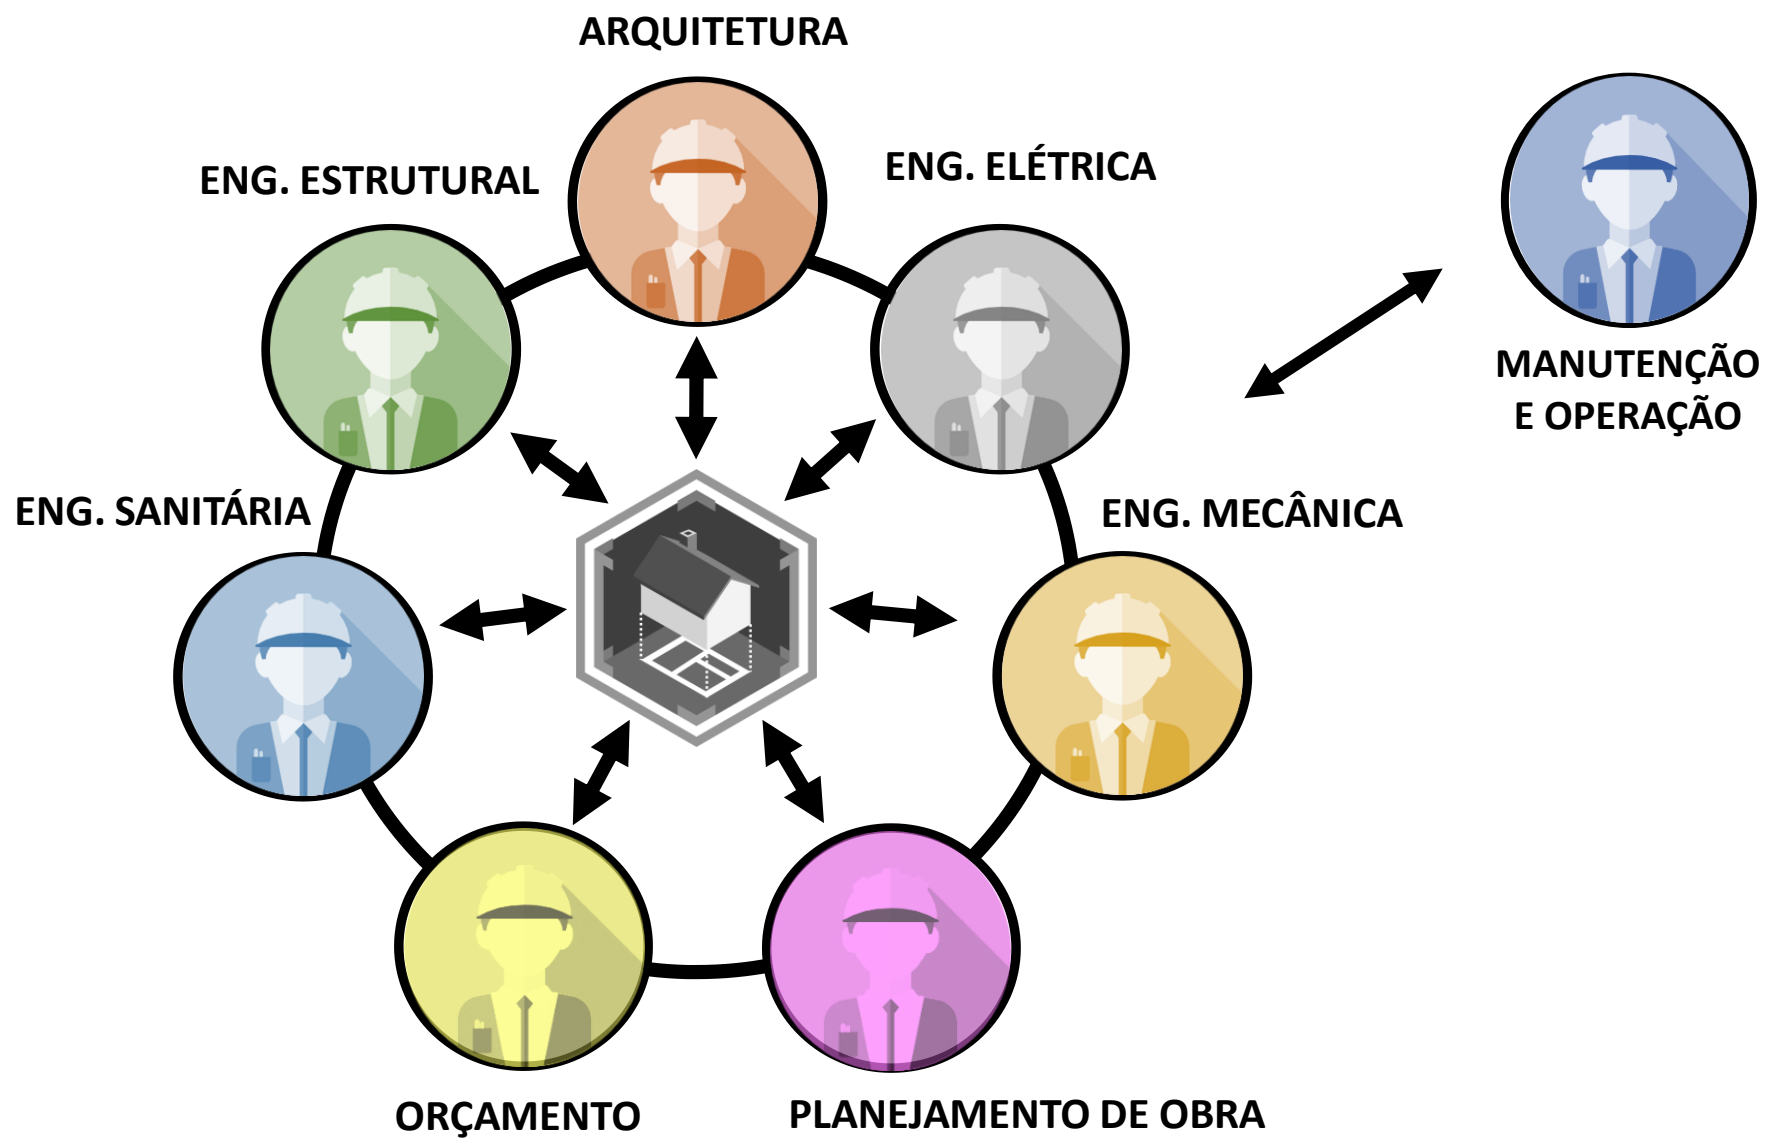 ARQUITETURA
ENG. ESTRUTURAL
ENG. ELÉTRICA
MANUTENÇÃO
E OPERAÇÃO
ENG. SANITÁRIA
ENG. MECÂNICA
ORÇAMENTO
PLANEJAMENTO DE OBRA